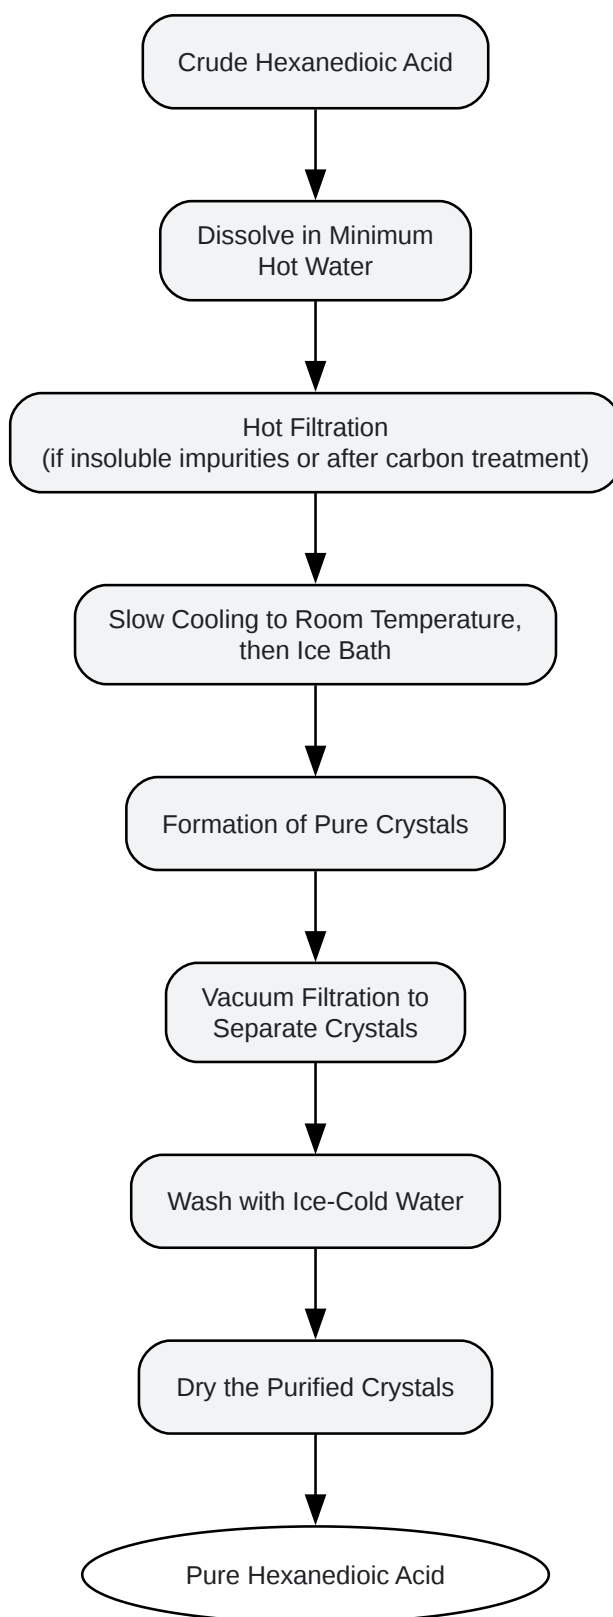 Crude Hexanedioic Acid
Dissolve in Minimum
Hot Water
Hot Filtration
(if insoluble impurities or after carbon treatment)
Slow Cooling to Room Temperature,
then Ice Bath
Formation of Pure Crystals
Vacuum Filtration to
Separate Crystals
Wash with Ice-Cold Water
Dry the Purified Crystals
Pure Hexanedioic Acid